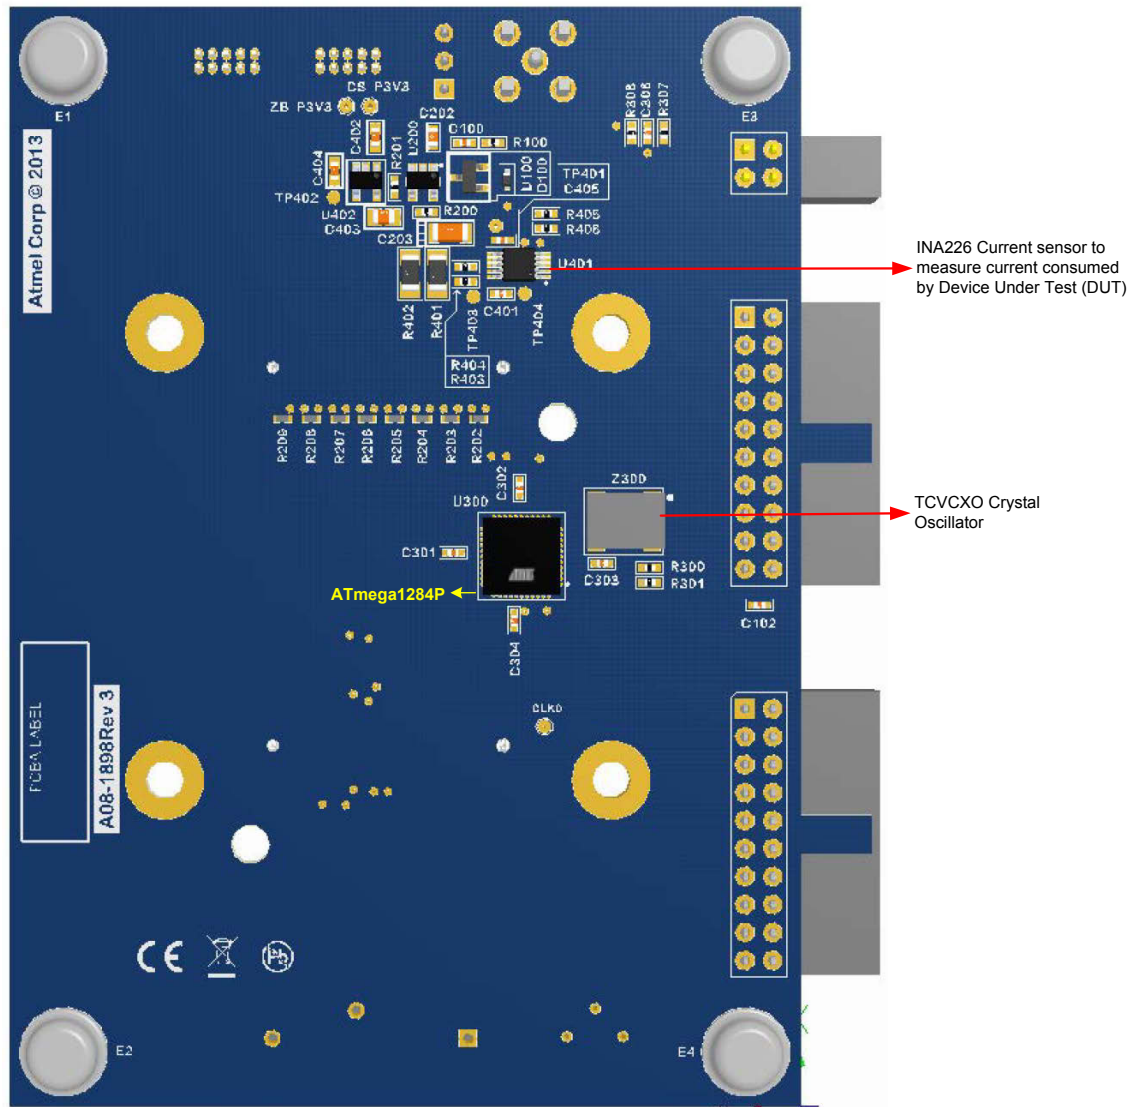 E1
E3
DS P3V3
ZB P3V3
C402
U200
C202
C100
R100
R308
C306
R307
C404
R201
U100
D100
TP401
C405
TP402
U402
C403
R200
C203
R405
R406
U401
INA226 Current sensor to
measure current consumed
by Device Under Test (DUT)
Atmel Corp © 2013
R402
R401
TP403
C401
TP404
R404
R403
R209
R208
R207
R206
R205
R204
R203
R202
C302
Z300
U300
TCVCXO Crystal
Oscillator
C301
C303
R300
R301
ATmega1284P
C102
C304
PCBA LABEL
A08-1898Rev 3
CLKO
CE
Pb
E2
E4